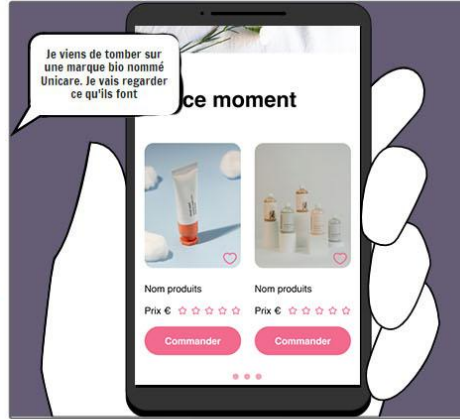 Je viens de tomber sur
une marque bio nommé
Unicare. Je vais regarder
ce qu'ils font
ce moment
Nom produits
Nom produits
Prix €
Prix €
Commander
Commander